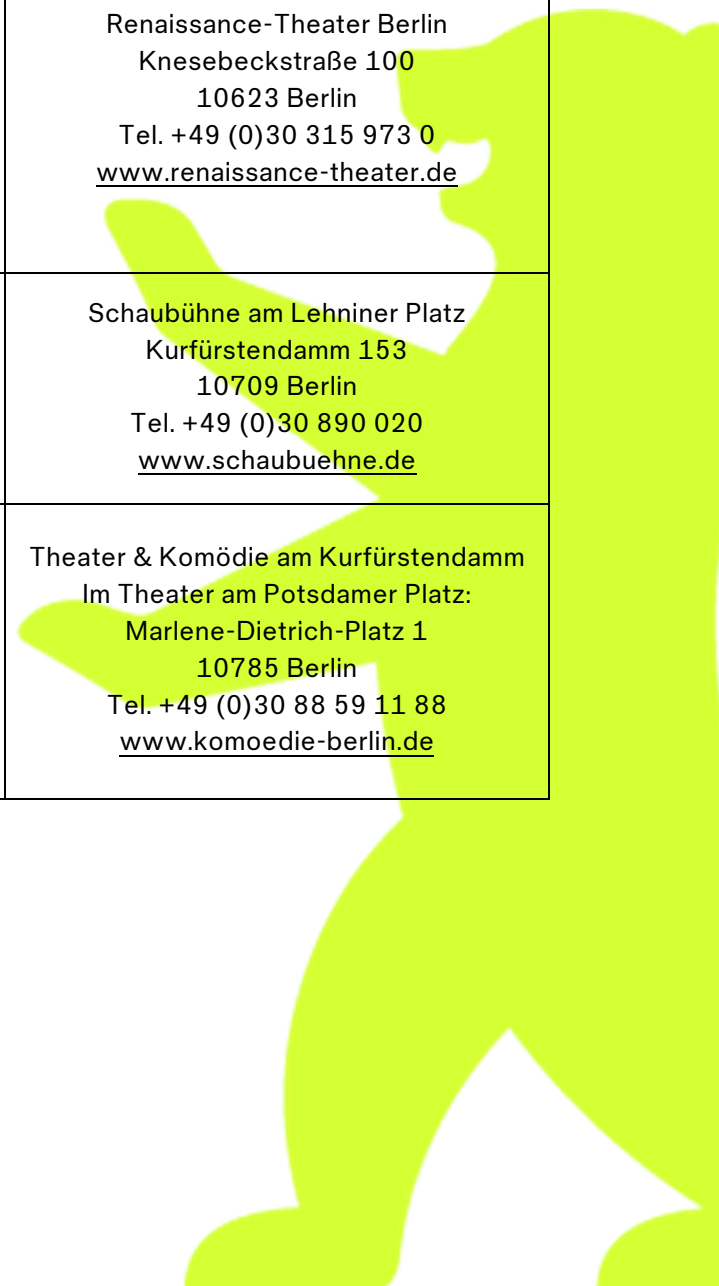 Renaissance-Theater Berlin
Knesebeckstraße 100
10623 Berlin
Tel. +49 (0)30 315 973 0
www.renaissance-theater.de
Schaubühne am Lehniner Platz
Kurfürstendamm 153
10709 Berlin
Tel. +49 (0)30 890 020
www.schaubuehne.de
Theater & Komödie am Kurfürstendamm
Im Theater am Potsdamer Platz:
Marlene-Dietrich-Platz 1
10785 Berlin
Tel. +49 (0)30 88 59 11 88
www.komoedie-berlin.de